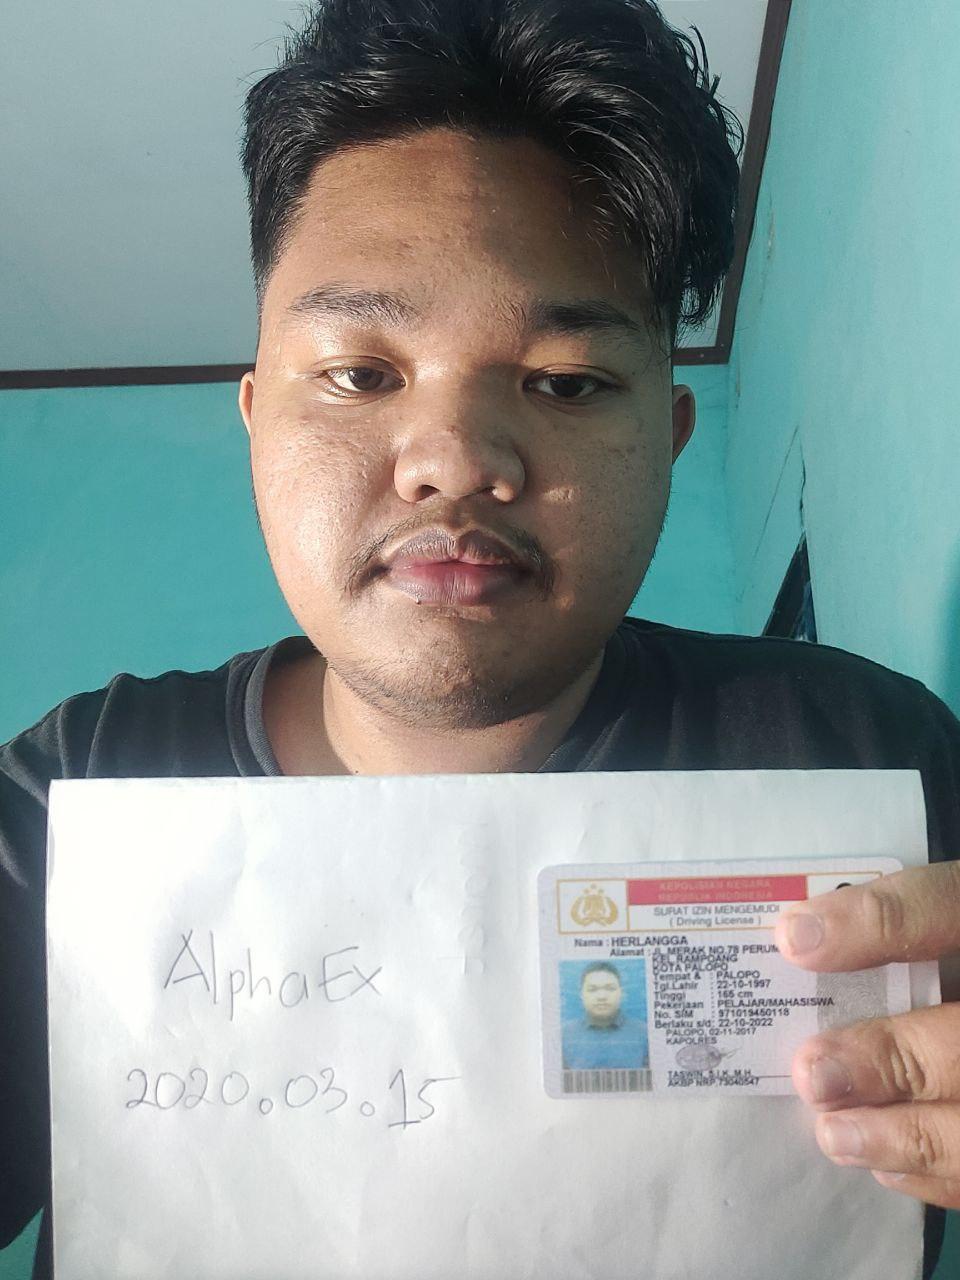 AlphaEx
2020.03.15
KEPOLISIAN NEGARA
REPUBLIK INDONESIA
SURAT IZIN MENGEMUDI
( Driving License )
Nama : HERLANGGA
Alamat : JL. MERAK NO.78 PERUM
KEL.RAMPOANG
KOTA PALOPO
Tempat & : PALOPO
Tgl.Lahir : 22-10-1997
Tinggi : 165 cm
Pekerjaan : PELAJAR/MAHASISWA
No. SIM : 971019450118
Berlaku s/d : 22-10-2022
PALOPO, 02-11-2017
KAPOLRES
TASWIN, S.I.K, M.H
AKBP NRP.73040547